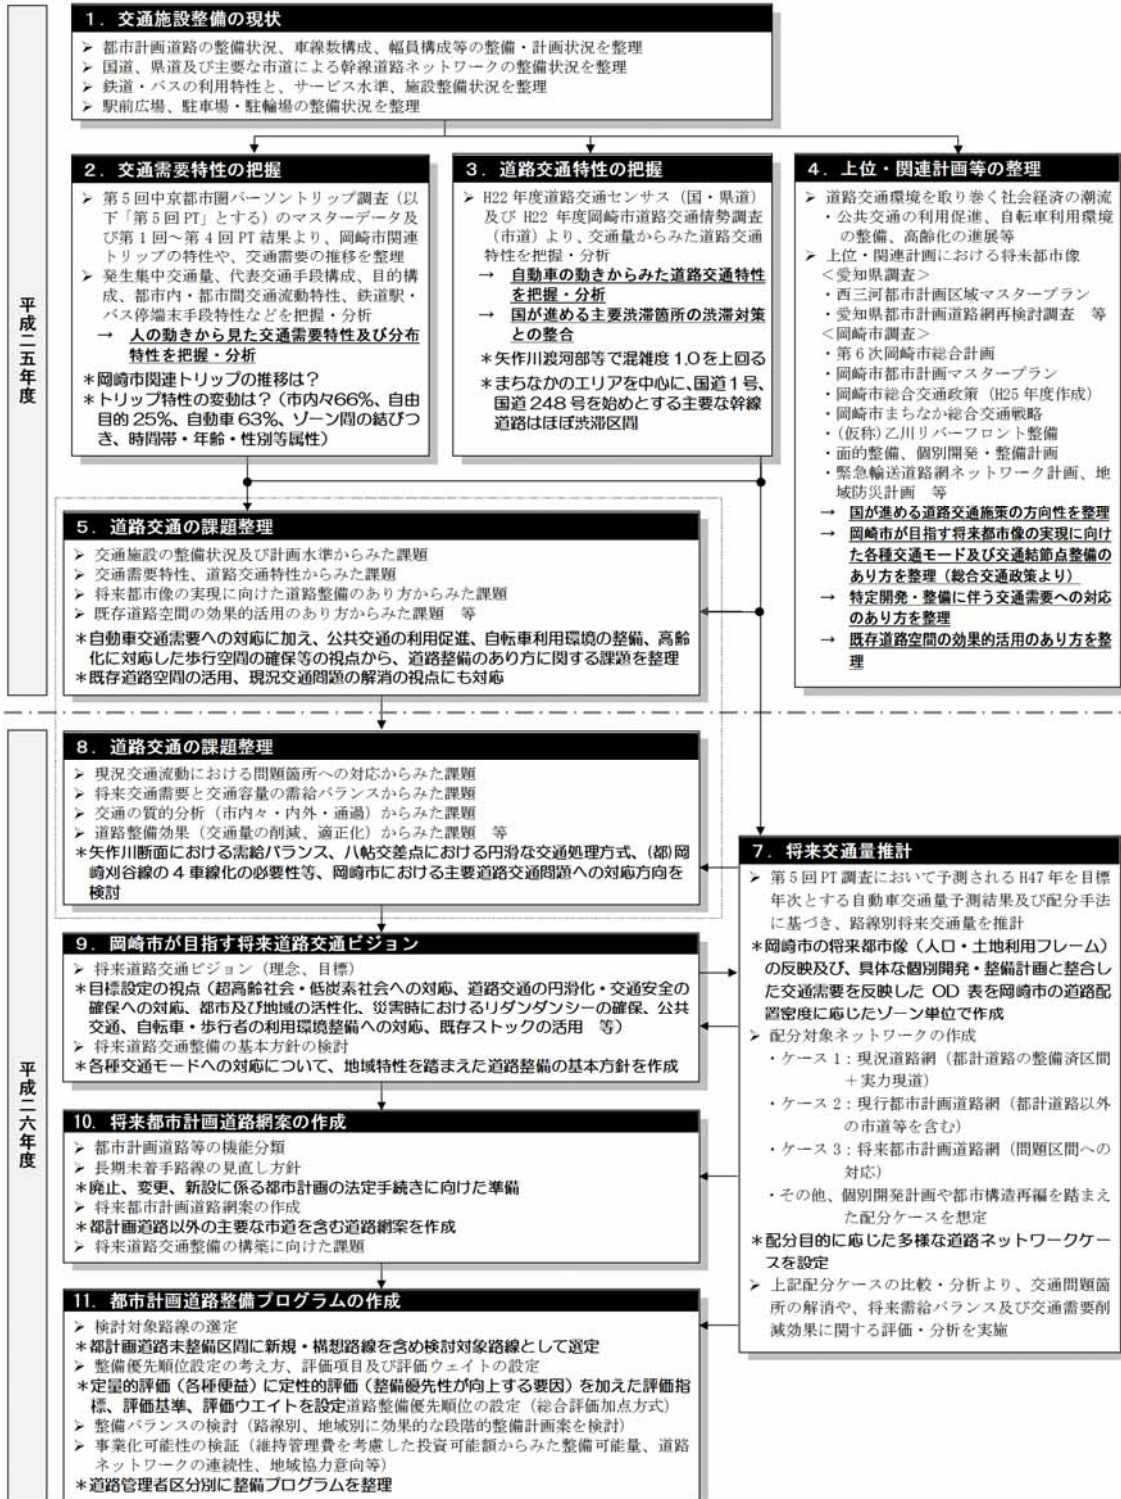 平成二五年度
1．交通施設整備の現状
➢ 都市計画道路の整備状況、車線数構成、幅員構成等の整備・計画状況を整理
➢ 国道、県道及び主要な市道による幹線道路ネットワークの整備状況を整理
➢ 鉄道・バスの利用特性と、サービス水準、施設整備状況を整理
➢ 駅前広場、駐車場・駐輪場の整備状況を整理
2．交通需要特性の把握
➢ 第5回中京都市圏パーソントリップ調査（以
下「第5回PT」とする）のマスターデータ及
び第1回～第4回PT結果より、岡崎市関連
トリップの特性や、交通需要の推移を整理
➢ 発生集中交通量、代表交通手段構成、目的構
成、都市内・都市間交通流動特性、鉄道駅・
バス停端末手段特性などを把握・分析
→ 人の動きから見た交通需要特性及び分布
特性を把握・分析
＊岡崎市関連トリップの推移は？
＊トリップ特性の変動は？（市内々66%、自由
目的25%、自動車63%、ゾーン間の結びつ
き、時間帯・年齢・性別等属性）
3．道路交通特性の把握
➢ H22年度道路交通センサス（国・県道）
及びH22年度岡崎市道路交通情勢調査
（市道）より、交通量からみた道路交通
特性を把握・分析
→ 自動車の動きからみた道路交通特性
を把握・分析
→ 国が進める主要渋滞箇所の渋滞対策
との整合
＊矢作川渡河部等で混雑度1.0を上回る
＊まちなかのエリアを中心に、国道1号、
国道248号を始めとする主要な幹線
道路はほぼ渋滞区間
4．上位・関連計画等の整理
➢ 道路交通環境を取り巻く社会経済の潮流
・公共交通の利用促進、自転車利用環境
の整備、高齢化の進展等
➢ 上位・関連計画における将来都市像
＜愛知県調査＞
・西三河都市計画区域マスタープラン
・愛知県都市計画道路網再検討調査　等
＜岡崎市調査＞
・第6次岡崎市総合計画
・岡崎市都市計画マスタープラン
・岡崎市総合交通政策（H25年度作成）
・岡崎市まちなか総合交通戦略
・(仮称)乙川リバーフロント整備
・面的整備、個別開発・整備計画
・緊急輸送道路網ネットワーク計画、地
域防災計画　等
→ 国が進める道路交通施策の方向性を整理
→ 岡崎市が目指す将来都市像の実現に向け
た各種交通モード及び交通結節点整備の
あり方を整理（総合交通政策より）
→ 特定開発・整備に伴う交通需要への対応
のあり方を整理
→ 既存道路空間の効果的活用のあり方を整
理
5．道路交通の課題整理
➢ 交通施設の整備状況及び計画水準からみた課題
➢ 交通需要特性、道路交通特性からみた課題
➢ 将来都市像の実現に向けた道路整備のあり方からみた課題
➢ 既存道路空間の効果的活用のあり方からみた課題　等
＊自動車交通需要への対応に加え、公共交通の利用促進、自転車利用環境の整備、高齢
化に対応した歩行空間の確保等の視点から、道路整備のあり方に関する課題を整理
＊既存道路空間の活用、現況交通問題の解消の視点にも対応
平成二六年度
8．道路交通の課題整理
➢ 現況交通流動における問題箇所への対応からみた課題
➢ 将来交通需要と交通容量の需給バランスからみた課題
➢ 交通の質的分析（市内々・内外・通過）からみた課題
➢ 道路整備効果（交通量の削減、適正化）からみた課題　等
＊矢作川断面における需給バランス、八帖交差点における円滑な交通処理方式、(都)岡
崎刈谷線の4車線化の必要性等、岡崎市における主要道路交通問題への対応方向を
検討
7．将来交通量推計
➢ 第5回PT調査において予測されるH47年を目標
年次とする自動車交通量予測結果及び配分手法
に基づき、路線別将来交通量を推計
＊岡崎市の将来都市像（人口・土地利用フレーム）
の反映及び、具体な個別開発・整備計画と整合し
た交通需要を反映したOD表を岡崎市の道路配
置密度に応じたゾーン単位で作成
➢ 配分対象ネットワークの作成
・ケース1：現況道路網（都計道路の整備済区間
＋実力現道）
・ケース2：現行都市計画道路網（都計道路以外
の市道等を含む）
・ケース3：将来都市計画道路網（問題区間への
対応）
・その他、個別開発計画や都市構造再編を踏まえ
た配分ケースを想定
＊配分目的に応じた多様な道路ネットワークケー
スを設定
➢ 上記配分ケースの比較・分析より、交通問題箇
所の解消や、将来需給バランス及び交通需要削
減効果に関する評価・分析を実施
9．岡崎市が目指す将来道路交通ビジョン
➢ 将来道路交通ビジョン（理念、目標）
＊目標設定の視点（超高齢社会・低炭素社会への対応、道路交通の円滑化・交通安全の
確保への対応、都市及び地域の活性化、災害時におけるリダンダンシーの確保、公共
交通、自転車・歩行者の利用環境整備への対応、既存ストックの活用　等）
➢ 将来道路交通整備の基本方針の検討
＊各種交通モードへの対応について、地域特性を踏まえた道路整備の基本方針を作成
10．将来都市計画道路網案の作成
➢ 都市計画道路等の機能分類
➢ 長期未着手路線の見直し方針
＊廃止、変更、新設に係る都市計画の法定手続きに向けた準備
➢ 将来都市計画道路網案の作成
＊都計画道路以外の主要な市道を含む道路網案を作成
➢ 将来道路交通整備の構築に向けた課題
11．都市計画道路整備プログラムの作成
➢ 検討対象路線の選定
＊都計画道路未整備区間に新規・構想路線を含め検討対象路線として選定
➢ 整備優先順位設定の考え方、評価項目及び評価ウェイトの設定
＊定量的評価（各種便益）に定性的評価（整備優先性が向上する要因）を加えた評価指
標、評価基準、評価ウエイトを設定道路整備優先順位の設定（総合評価加点方式）
➢ 整備バランスの検討（路線別、地域別に効果的な段階的整備計画案を検討）
➢ 事業化可能性の検証（維持管理費を考慮した投資可能額からみた整備可能量、道路
ネットワークの連続性、地域協力意向等）
＊道路管理者区分別に整備プログラムを整理